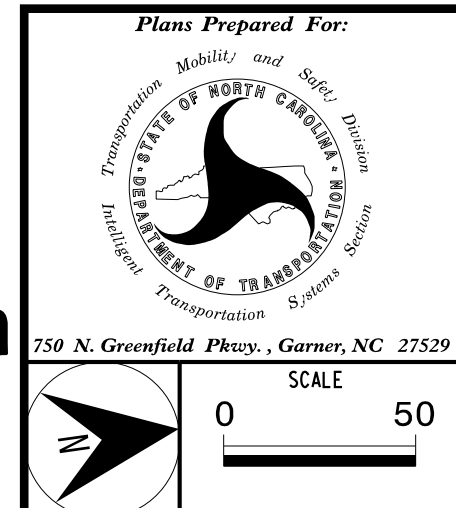 Plans Prepared For:
Transportation Mobility and Safety Division
STATE OF NORTH CAROLINA
DEPARTMENT OF TRANSPORTATION
Intelligent Transportation Systems Section
750 N. Greenfield Pkwy. , Garner, NC 27529
SCALE
0 50
N